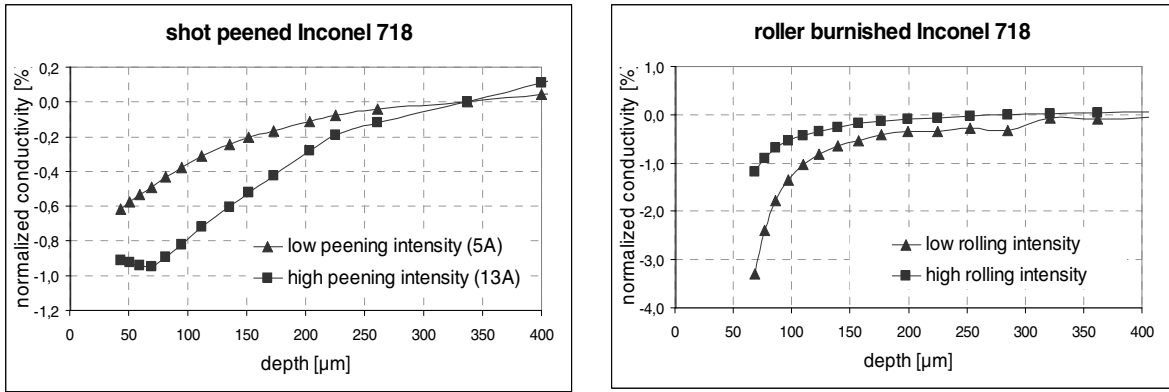 shot peened Inconel 718
normalized conductivity [%]
0,2
0,0
-0,2
-0,4
-0,6
-0,8
-1,0
-1,2
low peening intensity (5A)
high peening intensity (13A)
0 50 100 150 200 250 300 350 400
depth [µm]
roller burnished Inconel 718
normalized conductivity [%]
1,0
0,0
-1,0
-2,0
-3,0
-4,0
low rolling intensity
high rolling intensity
0 50 100 150 200 250 300 350 400
depth [µm]